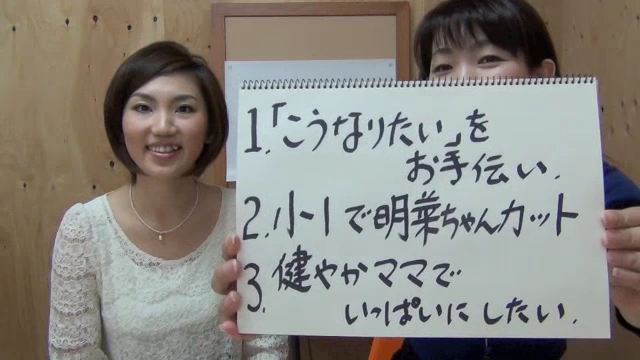 1.「こうなりたい」を
お手伝い.
2.小1で明菜ちゃんカット
3.健やかママで
いっぱいにしたい.